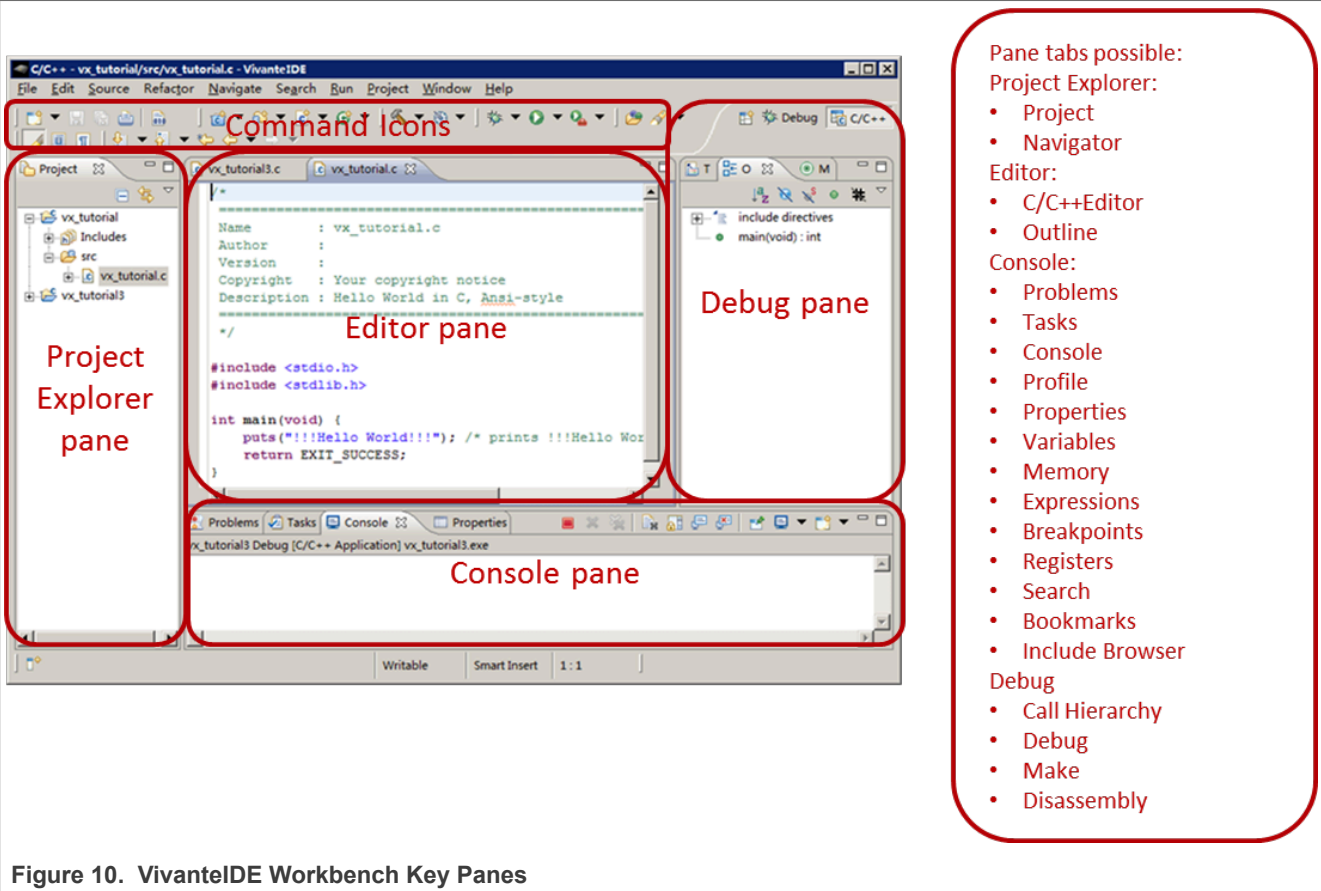 C/C++ - vx_tutorial/src/vx_tutorial.c - VivanteIDE
File Edit Source Refactor Navigate Search Run Project Window Help
Command Icons
Debug C/C++
Project
vx_tutorial
Includes
src
vx_tutorial.c
vx_tutorial3
Project
Explorer
pane
vx_tutorial3.c vx_tutorial.c
/*
============================================================
Name : vx_tutorial.c
Author :
Version :
Copyright : Your copyright notice
Description : Hello World in C, Ansi-style
============================================================
*/
Editor pane
#include <stdio.h>
#include <stdlib.h>
int main(void) {
puts("!!!Hello World!!!"); /* prints !!!Hello Wor
return EXIT_SUCCESS;
}
T O M
include directives
main(void) : int
Debug pane
Problems Tasks Console Properties
vx_tutorial3 Debug [C/C++ Application] vx_tutorial3.exe
Console pane
Writable Smart Insert 1 : 1
Pane tabs possible:
Project Explorer:
• Project
• Navigator
Editor:
• C/C++Editor
• Outline
Console:
• Problems
• Tasks
• Console
• Profile
• Properties
• Variables
• Memory
• Expressions
• Breakpoints
• Registers
• Search
• Bookmarks
• Include Browser
Debug
• Call Hierarchy
• Debug
• Make
• Disassembly
Figure 10. VivanteIDE Workbench Key Panes